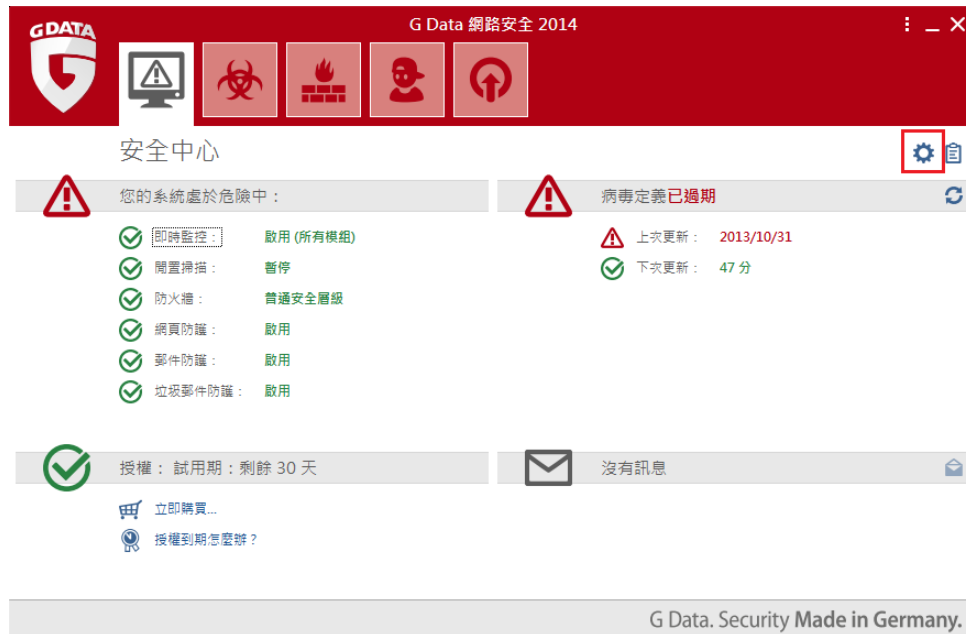 G DATA
G Data 網路安全 2014
安全中心
您的系統處於危險中：
即時監控： 啟用 (所有模組)
閒置掃描： 暫停
防火牆： 普通安全層級
網頁防護： 啟用
郵件防護： 啟用
垃圾郵件防護： 啟用
病毒定義已過期
上次更新： 2013/10/31
下次更新： 47 分
授權： 試用期：剩餘 30 天
立即購買...
授權到期怎麼辦？
沒有訊息
G Data. Security Made in Germany.